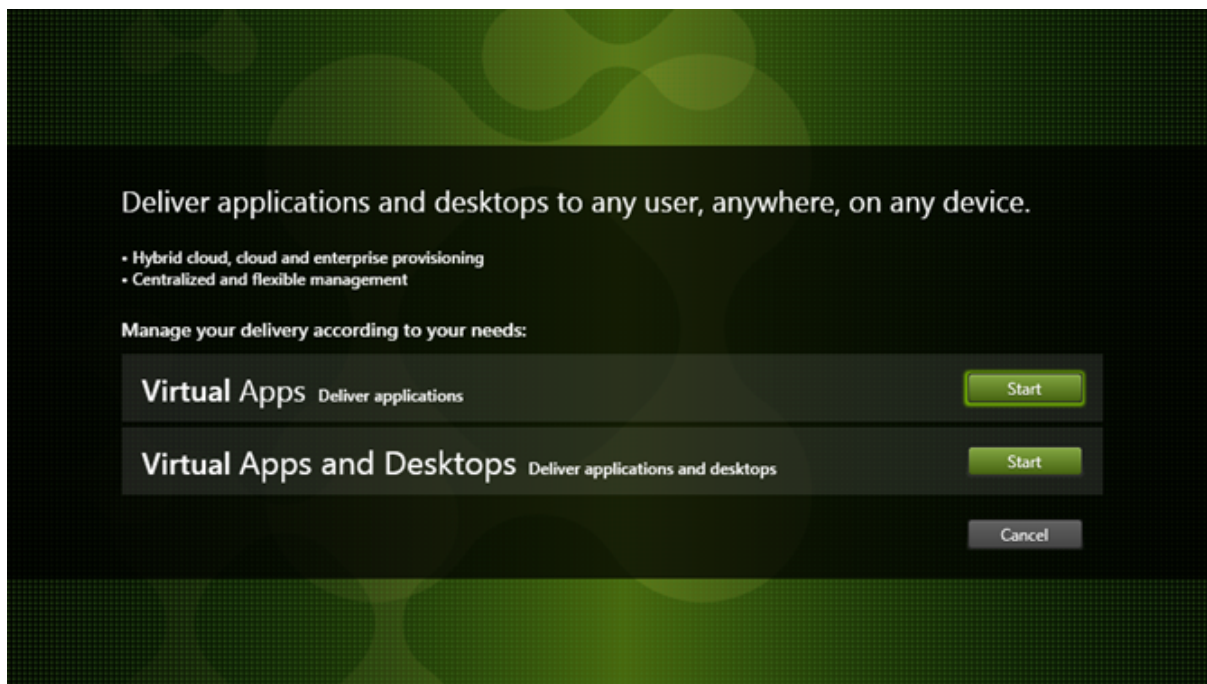 Deliver applications and desktops to any user, anywhere, on any device.
• Hybrid cloud, cloud and enterprise provisioning
• Centralized and flexible management
Manage your delivery according to your needs:
Virtual Apps Deliver applications Start
Virtual Apps and Desktops Deliver applications and desktops Start
Cancel